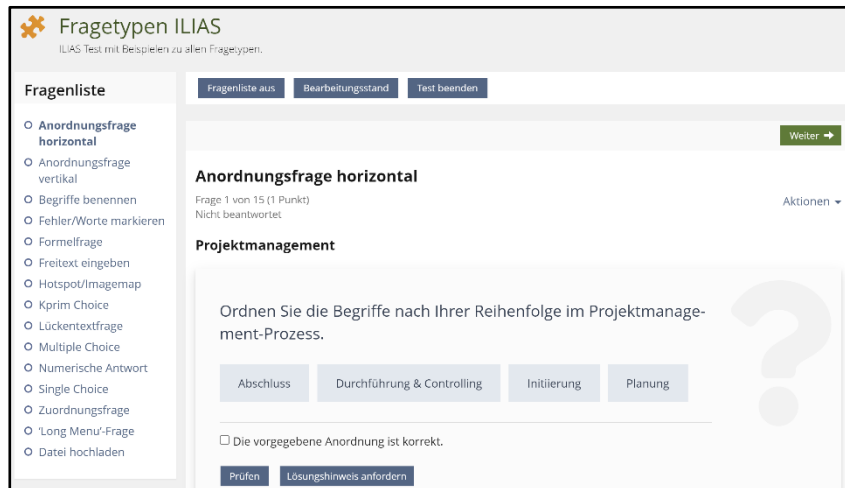 Fragetypen ILIAS
ILIAS Test mit Beispielen zu allen Fragetypen.
Fragenliste
Anordnungsfrage
horizontal
Anordnungsfrage
vertikal
Begriffe benennen
Fehler/Worte markieren
Formelfrage
Freitext eingeben
Hotspot/Imagemap
Kprim Choice
Lückentextfrage
Multiple Choice
Numerische Antwort
Single Choice
Zuordnungsfrage
'Long Menu'-Frage
Datei hochladen
Fragenliste aus Bearbeitungsstand Test beenden
Weiter
Anordnungsfrage horizontal
Frage 1 von 15 (1 Punkt)
Nicht beantwortet
Aktionen
Projektmanagement
Ordnen Sie die Begriffe nach Ihrer Reihenfolge im Projektmanage-
ment-Prozess.
Abschluss Durchführung & Controlling Initiierung Planung
Die vorgegebene Anordnung ist korrekt.
Prüfen Lösungshinweis anfordern